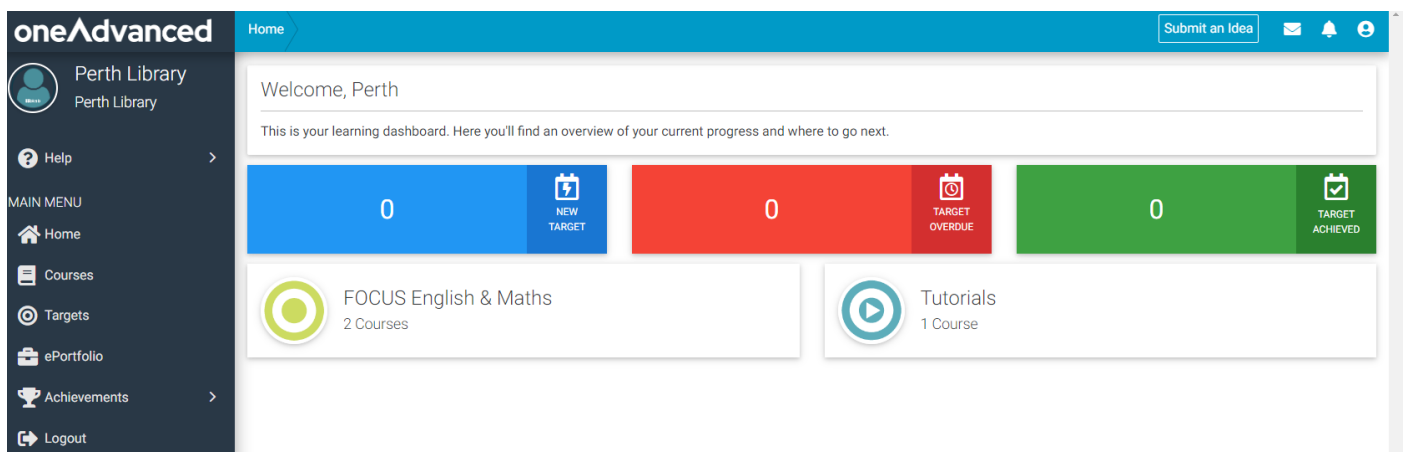 oneAdvanced
Home
Submit an Idea
Perth Library
Perth Library
Help
MAIN MENU
Home
Courses
Targets
ePortfolio
Achievements
Logout
Welcome, Perth
This is your learning dashboard. Here you'll find an overview of your current progress and where to go next.
0
NEW
TARGET
0
TARGET
OVERDUE
0
TARGET
ACHIEVED
FOCUS English & Maths
2 Courses
Tutorials
1 Course